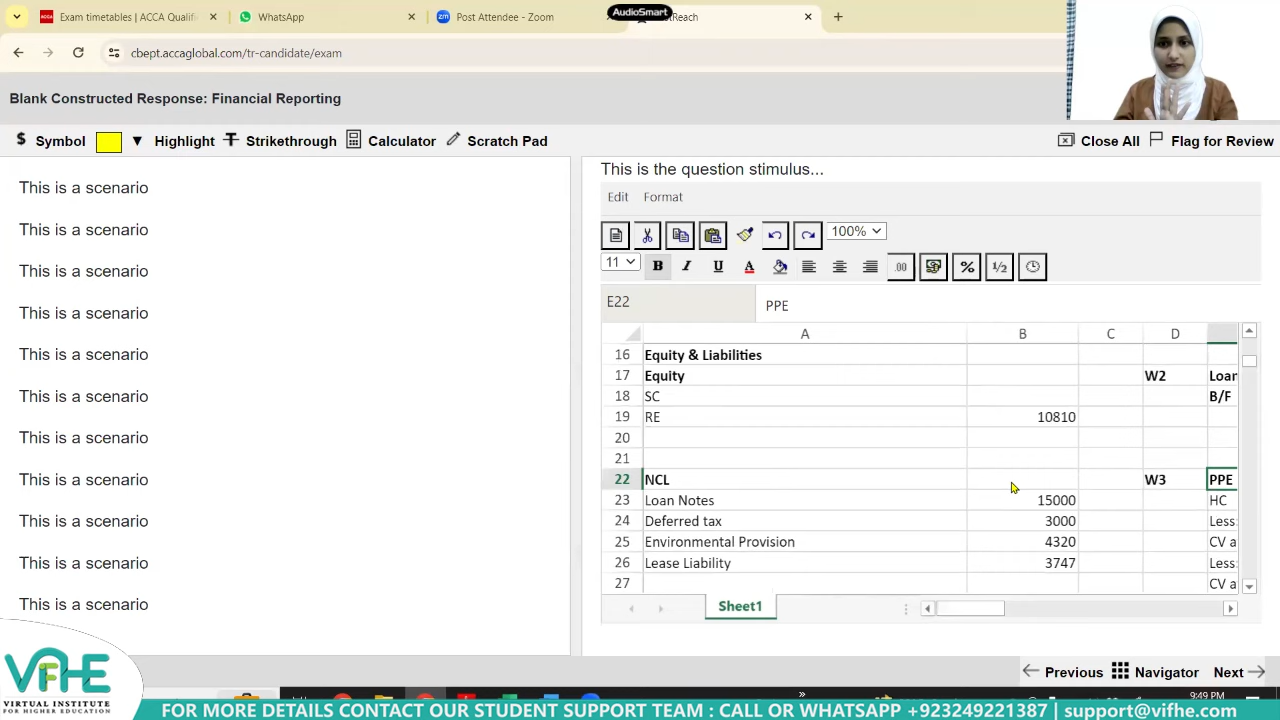 Exam timetables | ACCA Qualifi
WhatsApp
Post Attendee - Zoom
AudioSmart
cbept.accaglobal.com/tr-candidate/exam
Blank Constructed Response: Financial Reporting
$ Symbol
Highlight
Strikethrough
Calculator
Scratch Pad
Close All
Flag for Review
This is a scenario
This is a scenario
This is a scenario
This is a scenario
This is a scenario
This is a scenario
This is a scenario
This is a scenario
This is a scenario
This is a scenario
This is a scenario
This is the question stimulus...
Edit Format
100%
11 B I U A .00 % 1/2
E22 PPE
A B C D
16 Equity & Liabilities
17 Equity W2 Loan
18 SC B/F
19 RE 10810
20
21
22 NCL W3 PPE
23 Loan Notes 15000 HC
24 Deferred tax 3000 Less:
25 Environmental Provision 4320 CV a
26 Lease Liability 3747 Less:
27 CV a
Sheet1
Previous Navigator Next
9:49 PM
VIFHE
VIRTUAL INSTITUTE
FOR HIGHER EDUCATION
FOR MORE DETAILS CONTACT OUR STUDENT SUPPORT TEAM : CALL OR WHATSAPP +923249221387 | support@vifhe.com